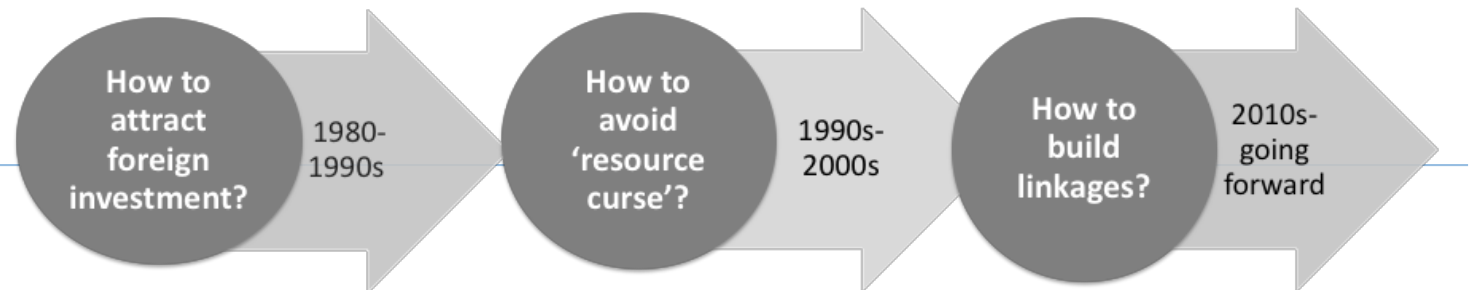 How to
attract
foreign
investment?
1980-
1990s
How to
avoid
‘resource
curse’?
1990s-
2000s
How to
build
linkages?
2010s-
going
forward